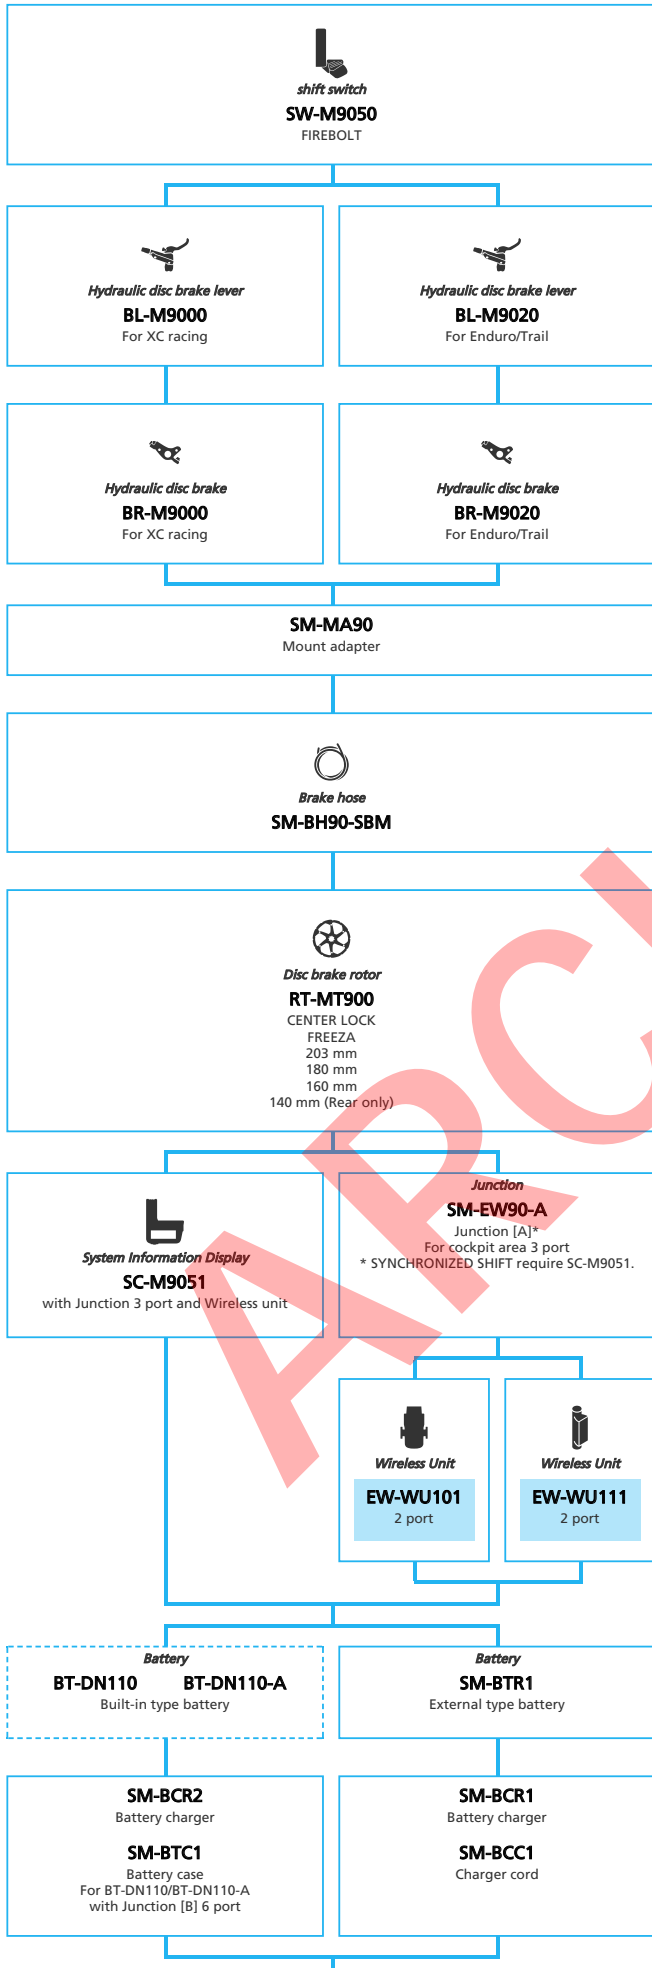 shift switch
SW-M9050
FIREBOLT
Hydraulic disc brake lever
BL-M9000
For XC racing
Hydraulic disc brake lever
BL-M9020
For Enduro/Trail
Hydraulic disc brake
BR-M9000
For XC racing
Hydraulic disc brake
BR-M9020
For Enduro/Trail
SM-MA90
Mount adapter
Brake hose
SM-BH90-SBM
Disc brake rotor
RT-MT900
CENTER LOCK
FREEZA
203 mm
180 mm
160 mm
140 mm (Rear only)
System Information Display
SC-M9051
with Junction 3 port and Wireless unit
Junction
SM-EW90-A
Junction [A]*
For cockpit area 3 port
* SYNCHRONIZED SHIFT require SC-M9051.
Wireless Unit
EW-WU101
2 port
Wireless Unit
EW-WU111
2 port
Battery
BT-DN110 BT-DN110-A
Built-in type battery
Battery
SM-BTR1
External type battery
SM-BCR2
Battery charger
SM-BTC1
Battery case
For BT-DN110/BT-DN110-A
with Junction [B] 6 port
SM-BCR1
Battery charger
SM-BCC1
Charger cord